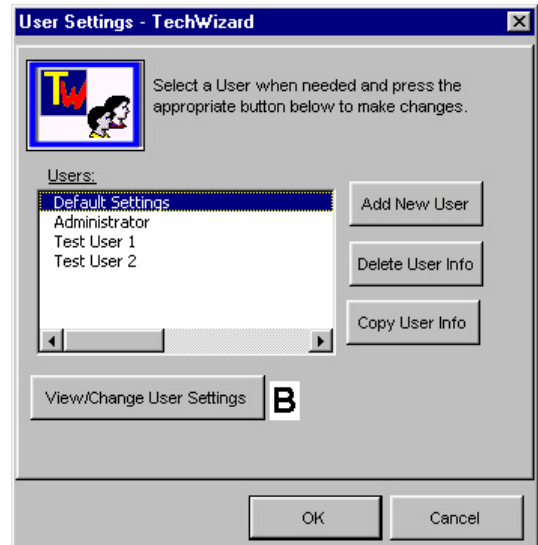 User Settings - TechWizard
TW
Select a User when needed and press the
appropriate button below to make changes.
Users:
Default Settings
Administrator
Test User 1
Test User 2
Add New User
Delete User Info
Copy User Info
View/Change User Settings
B
OK
Cancel